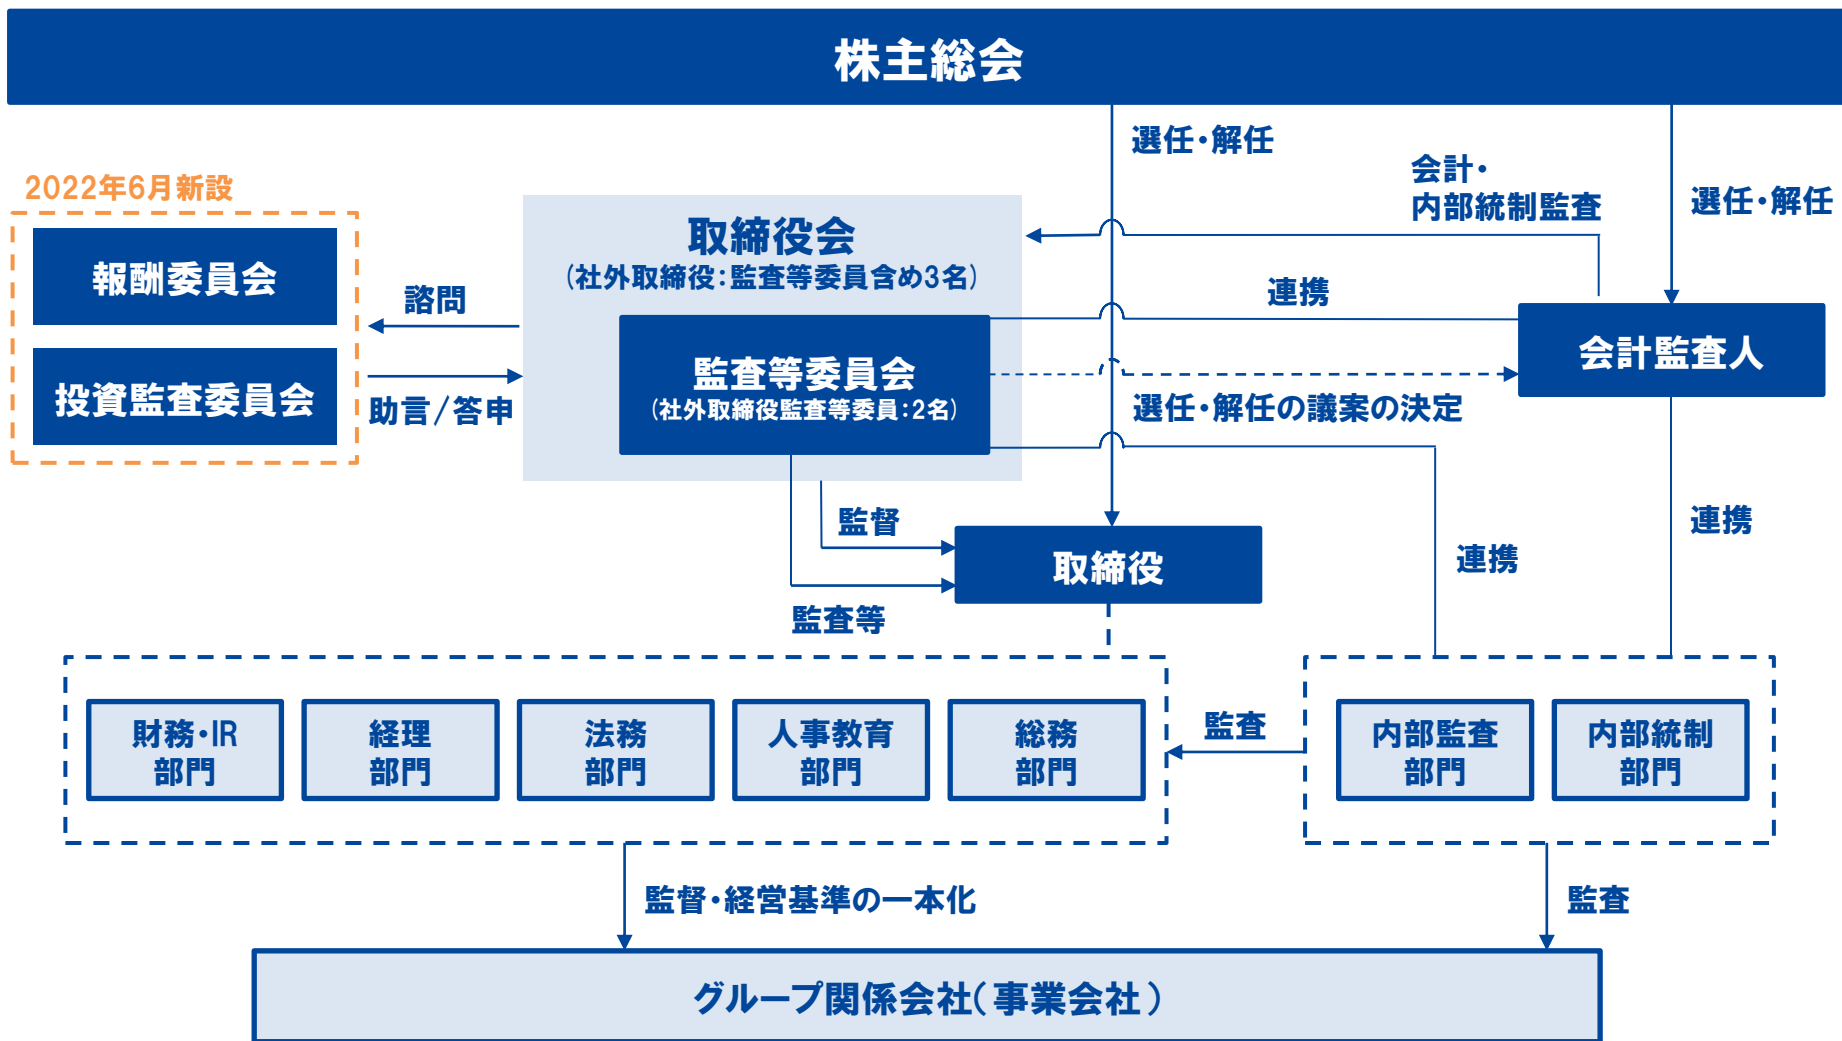 株主総会
選任・解任
会計・
内部統制監査
選任・解任
2022年6月新設
報酬委員会
投資監査委員会
諮問
助言/答申
取締役会
(社外取締役:監査等委員含め3名)
監査等委員会
(社外取締役監査等委員:2名)
連携
会計監査人
選任・解任の議案の決定
監督
監査等
取締役
連携
連携
財務・IR
部門
経理
部門
法務
部門
人事教育
部門
総務
部門
監査
内部監査
部門
内部統制
部門
監督・経営基準の一本化
監査
グループ関係会社(事業会社)